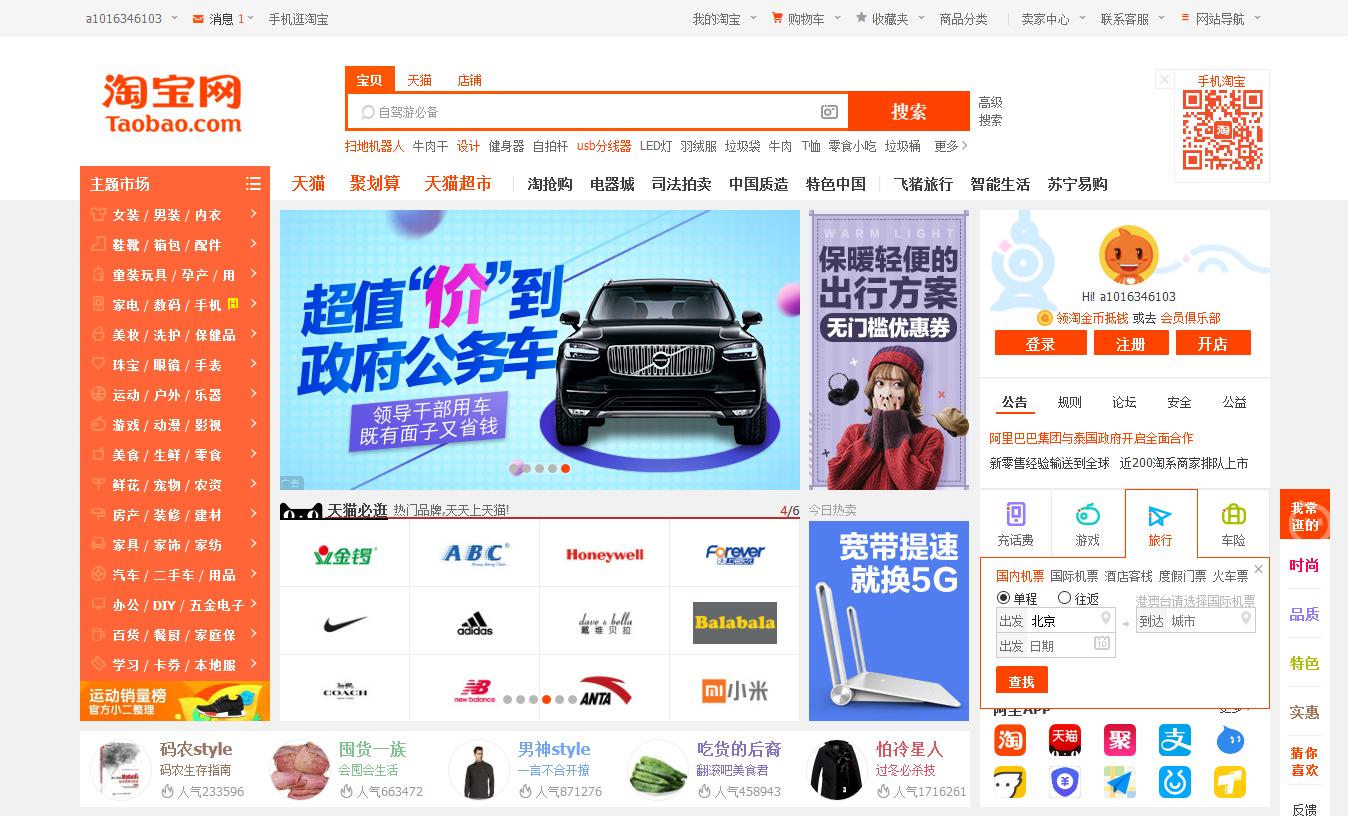 a1016346103 消息 1 手机逛淘宝 我的淘宝 购物车 收藏夹 商品分类 卖家中心 联系客服 网站导航
淘宝网
Taobao.com
宝贝 天猫 店铺
自驾游必备 搜索
高级
搜索
扫地机器人 牛肉干 设计 健身器 自拍杆 usb分线器 LED灯 羽绒服 垃圾袋 牛肉 T恤 零食小吃 垃圾桶 更多
手机淘宝
淘
主题市场
天猫 聚划算 天猫超市 淘抢购 电器城 司法拍卖 中国质造 特色中国 飞猪旅行 智能生活 苏宁易购
女装 / 男装 / 内衣
鞋靴 / 箱包 / 配件
童装玩具 / 孕产 / 用
家电 / 数码 / 手机
美妆 / 洗护 / 保健品
珠宝 / 眼镜 / 手表
运动 / 户外 / 乐器
游戏 / 动漫 / 影视
美食 / 生鲜 / 零食
鲜花 / 宠物 / 农资
房产 / 装修 / 建材
家具 / 家饰 / 家纺
汽车 / 二手车 / 用品
办公 / DIY / 五金电子
百货 / 餐厨 / 家庭保
学习 / 卡券 / 本地服
运动销量榜
官方小二整理
超值“价”到
政府公务车
领导干部用车
既有面子又省钱
广告
WARM LIGHT
保暖轻便的
出行方案
无门槛优惠券
Hi! a1016346103
领淘金币抵钱 或去 会员俱乐部
登录 注册 开店
公告 规则 论坛 安全 公益
阿里巴巴集团与泰国政府开启全面合作
新零售经验输送到全球 近200淘系商家排队上市
天猫必逛 热门品牌,天天上天猫! 4/6
金锣 ABC Honeywell Forever
adidas dave & bella
戴维贝拉
Balabala
COACH new balance ANTA 小米
今日热卖
宽带提速
就换5G
充话费 游戏 旅行 车险
国内机票 国际机票 酒店客栈 度假门票 火车票
单程 往返 港澳台请选择国际机票
出发 北京 到达 城市
出发 日期
查找
阿里APP 更多
淘 天猫 聚 支
我常
逛的
时尚
品质
特色
实惠
猜你
喜欢
反馈
码农style
码农生存指南
人气233596
囤货一族
会囤会生活
人气663472
男神style
一言不合开撩
人气871276
吃货的后裔
翻滚吧美食君
人气458943
怕冷星人
过冬必杀技
人气1716261